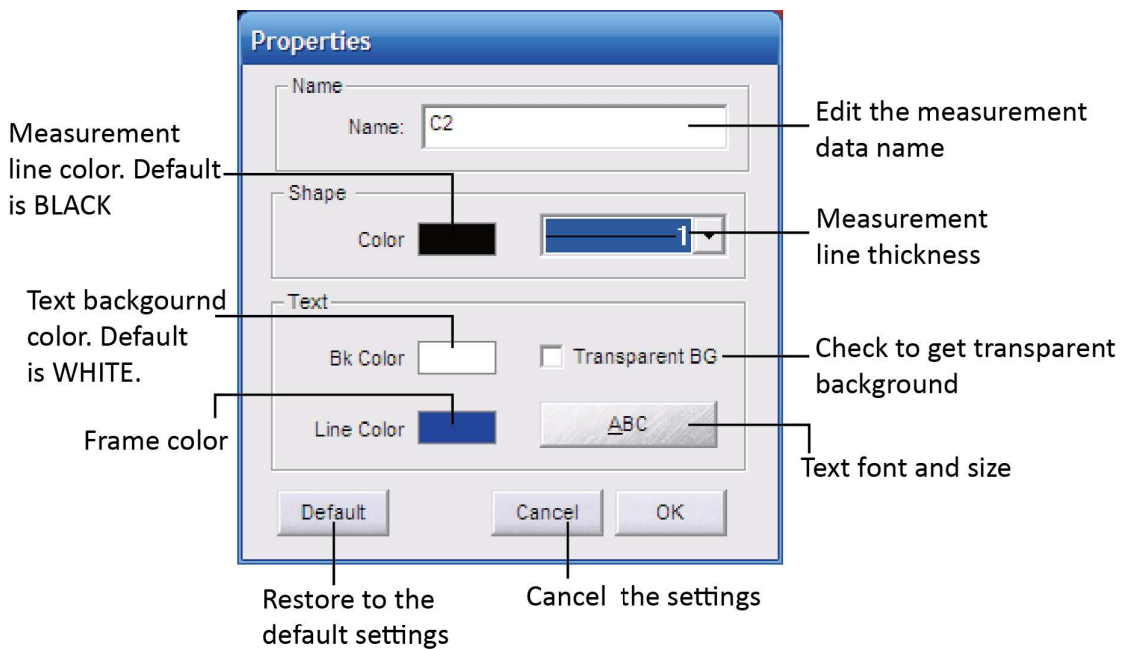 Properties
Name
Name: C2
Edit the measurement
data name
Measurement
line color. Default
is BLACK
Shape
Color 1
Measurement
line thickness
Text backgournd
color. Default
is WHITE.
Text
Bk Color Transparent BG
Check to get transparent
background
Frame color
Line Color ABC
Text font and size
Default Cancel OK
Restore to the
default settings
Cancel the settings